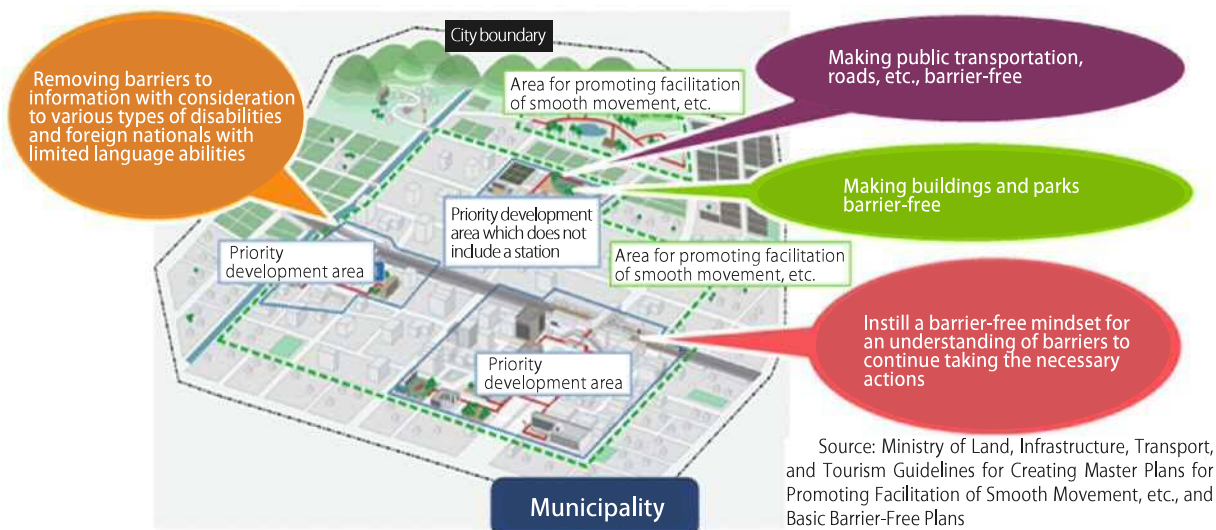 City boundary
Removing barriers to
information with consideration
to various types of disabilities
and foreign nationals with
limited language abilities
Area for promoting facilitation
of smooth movement, etc.
Making public transportation,
roads, etc., barrier-free
Making buildings and parks
barrier-free
Priority development
area which does not
include a station
Priority
development area
Area for promoting facilitation
of smooth movement, etc.
Instill a barrier-free mindset for
an understanding of barriers to
continue taking the necessary
actions
Priority
development area
Source: Ministry of Land, Infrastructure, Transport,
and Tourism Guidelines for Creating Master Plans for
Promoting Facilitation of Smooth Movement, etc., and
Basic Barrier-Free Plans
Municipality